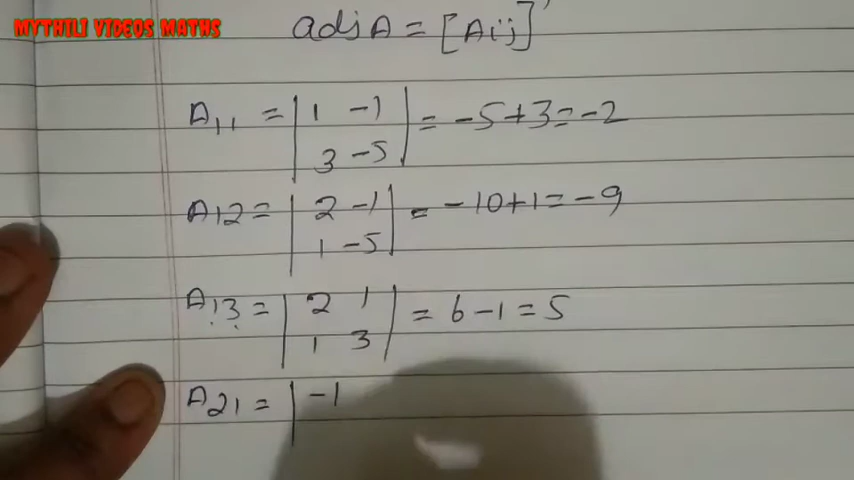 MYTHILI VIDEOS MATHS
adj A = [Aij]'
A11 = | 1 -1 | = -5+3=-2
| 3 -5 |
A12 = | 2 -1 | = -10+1=-9
| 1 -5 |
A13 = | 2 1 | = 6-1=5
| 1 3 |
A21 = | -1